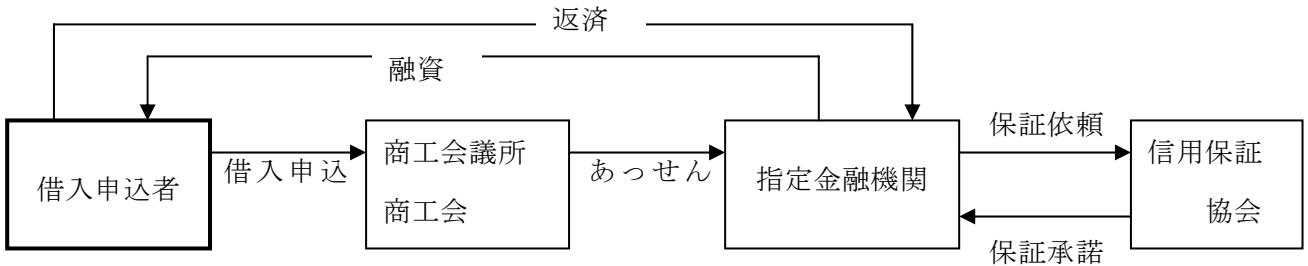 返済
融資
借入申込者
借入申込
商工会議所
商工会
あっせん
指定金融機関
保証依頼
保証承諾
信用保証
協会